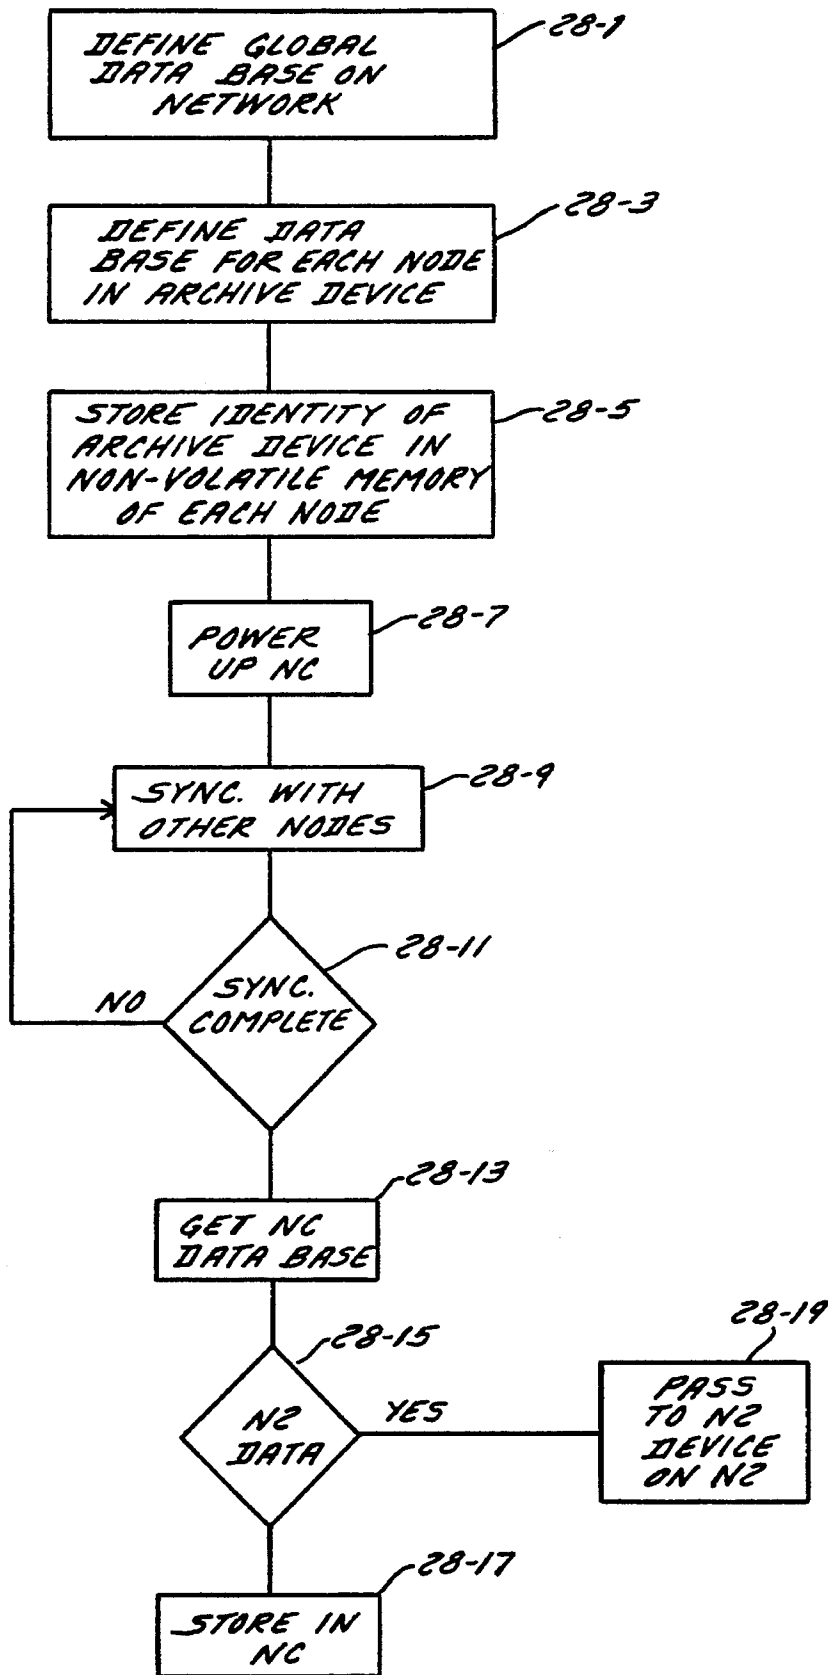 DEFINE GLOBAL
DATA BASE ON
NETWORK
28-1
DEFINE DATA
BASE FOR EACH NODE
IN ARCHIVE DEVICE
28-3
STORE IDENTITY OF
ARCHIVE DEVICE IN
NON-VOLATILE MEMORY
OF EACH NODE
28-5
POWER
UP NC
28-7
SYNC. WITH
OTHER NODES
28-9
SYNC.
COMPLETE
28-11
NO
GET NC
DATA BASE
28-13
N2
DATA
28-15
YES
PASS
TO N2
DEVICE
ON N2
28-19
STORE IN
NC
28-17